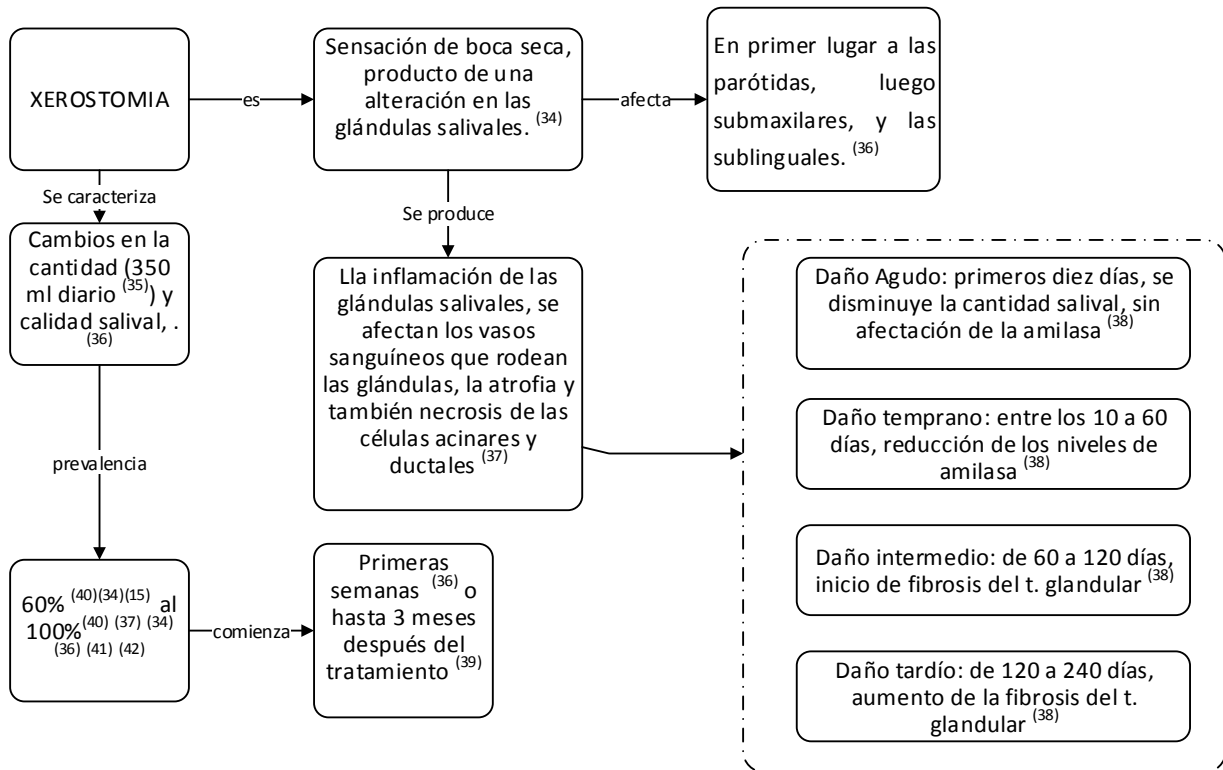 XEROSTOMIA
es
Sensación de boca seca,
producto de una
alteración en las
glándulas salivales. (34)
afecta
En primer lugar a las
parótidas, luego
submaxilares, y las
sublinguales. (36)
Se caracteriza
Cambios en la
cantidad (350
ml diario (35)) y
calidad salival, .
(36)
Se produce
Lla inflamación de las
glándulas salivales, se
afectan los vasos
sanguíneos que rodean
las glándulas, la atrofia y
también necrosis de las
células acinares y
ductales (37)
Daño Agudo: primeros diez días, se
disminuye la cantidad salival, sin
afectación de la amilasa (38)
Daño temprano: entre los 10 a 60
días, reducción de los niveles de
amilasa (38)
Daño intermedio: de 60 a 120 días,
inicio de fibrosis del t. glandular (38)
Daño tardío: de 120 a 240 días,
aumento de la fibrosis del t.
glandular (38)
prevalencia
60% (40)(34)(15) al
100%(40) (37) (34)
(36) (41) (42)
comienza
Primeras
semanas (36) o
hasta 3 meses
después del
tratamiento (39)